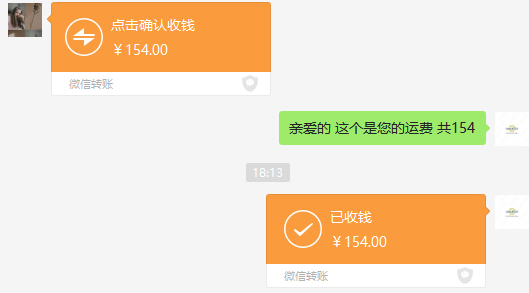 点击确认收钱
￥154.00
微信转账
亲爱的 这个是您的运费 共154
18:13
已收钱
￥154.00
微信转账